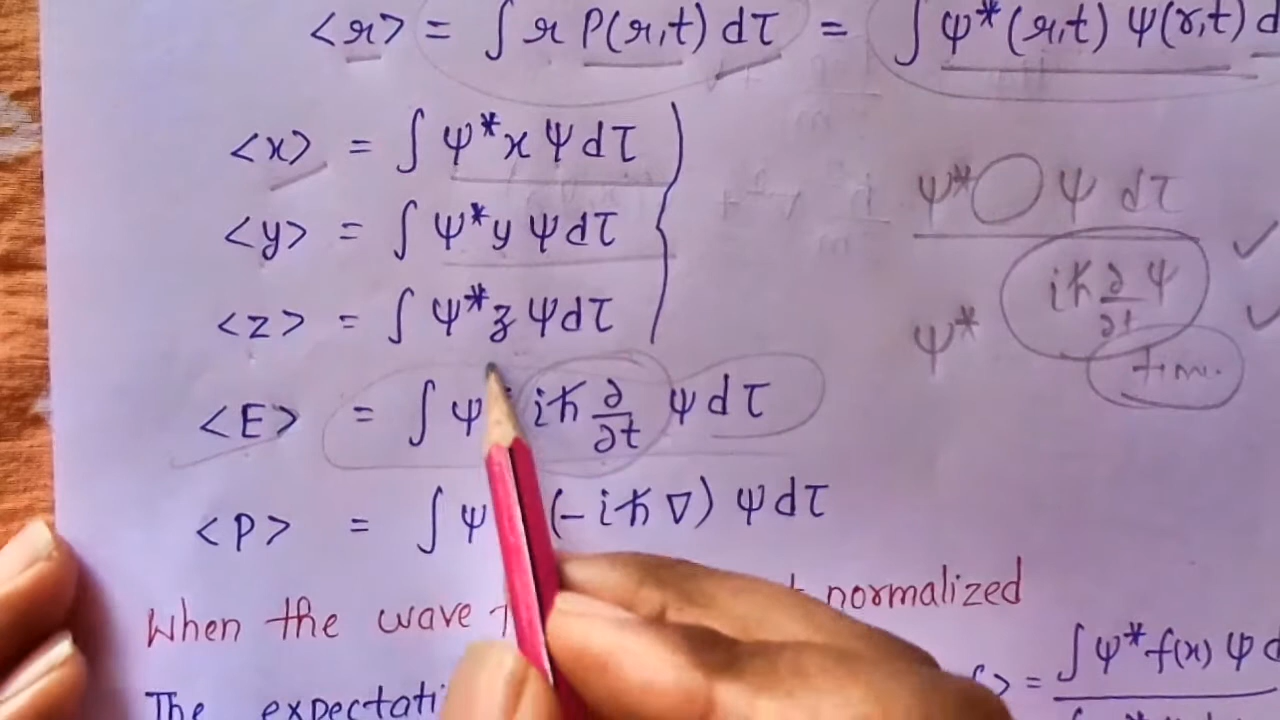 <r> = ∫ r P(r,t) dτ = ∫ ψ*(r,t) ψ(r,t) d
<x> = ∫ ψ* x ψ dτ
<y> = ∫ ψ* y ψ dτ
<z> = ∫ ψ* z ψ dτ
<E> = ∫ ψ iħ ∂/∂t ψ dτ
<P> = ∫ ψ (-iħ ∇) ψ dτ
ψ* ψ dτ
ψ* iħ ∂/∂t ψ
When the wave normalized
The expectati
> = ∫ ψ* f(x) ψ d